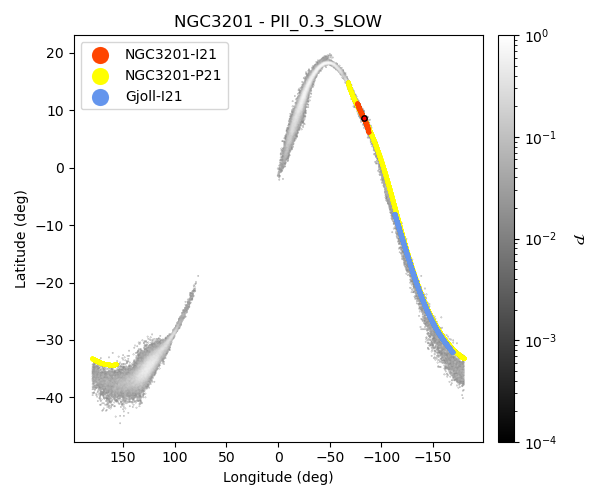 NGC3201 - PII_0.3_SLOW
NGC3201-I21
NGC3201-P21
Gjoll-I21
20
10
0
−10
−20
−30
−40
Latitude (deg)
150
100
50
0
−50
−100
−150
Longitude (deg)
10⁰
10⁻¹
10⁻²
10⁻³
10⁻⁴
𝒫